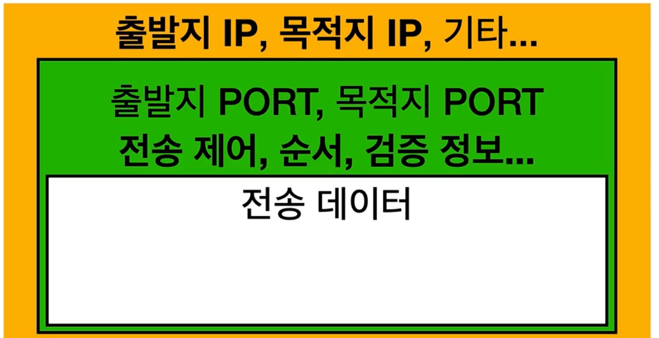 출발지 IP, 목적지 IP, 기타...
출발지 PORT, 목적지 PORT
전송 제어, 순서, 검증 정보...
전송 데이터